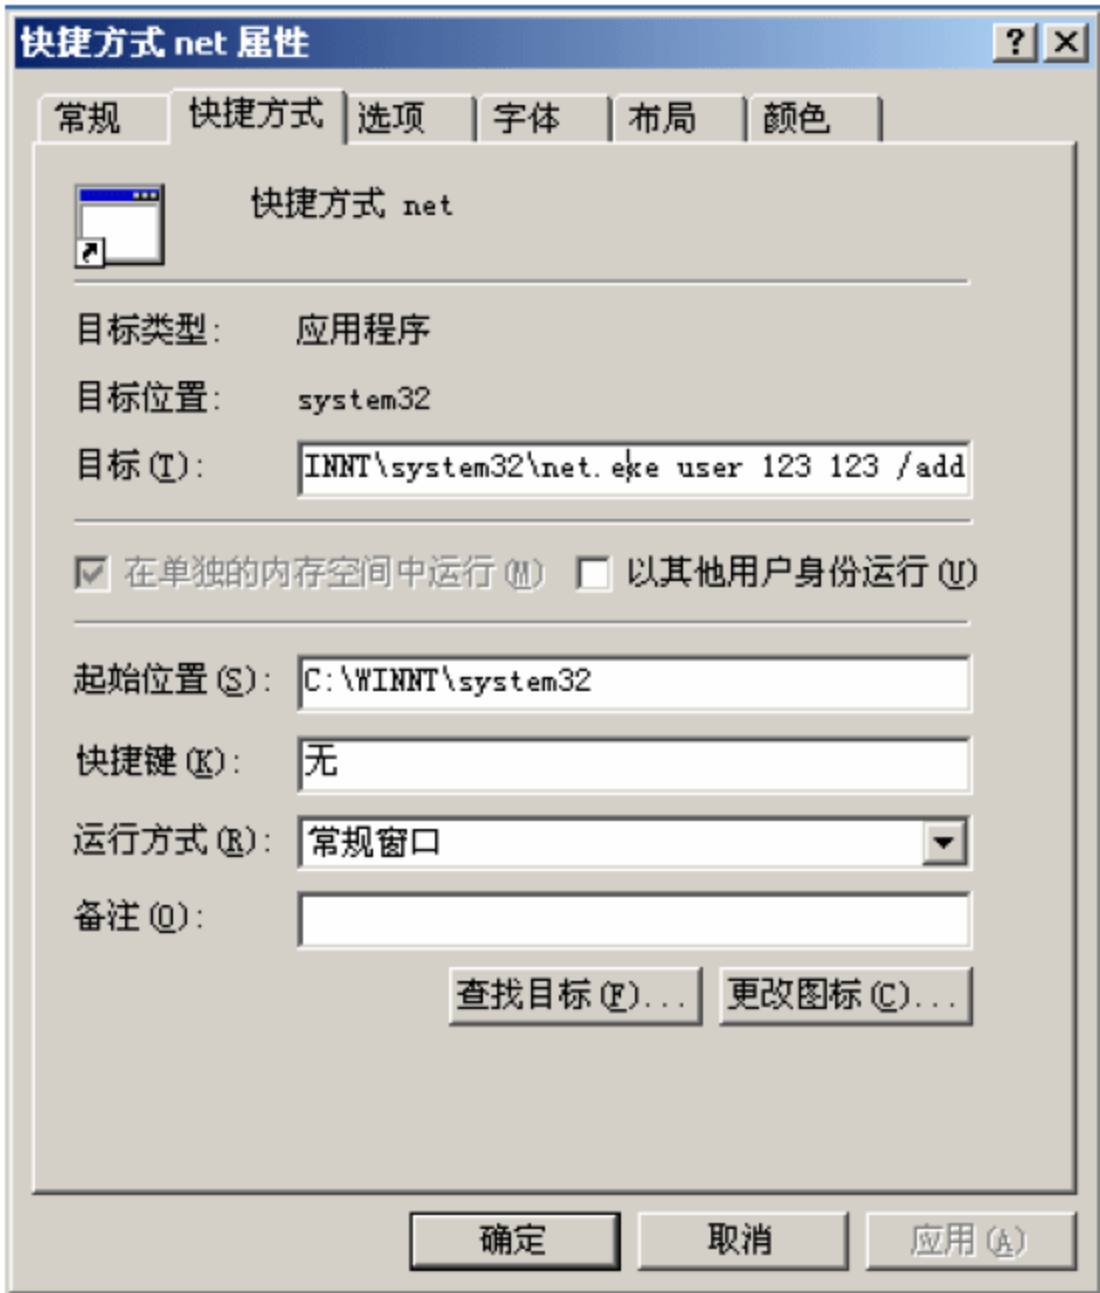 快捷方式 net 属性
常规 快捷方式 选项 字体 布局 颜色
快捷方式 net
目标类型: 应用程序
目标位置: system32
目标(T): INNT\system32\net.exe user 123 123 /add
在单独的内存空间中运行(M) 以其他用户身份运行(U)
起始位置(S): C:\WINNT\system32
快捷键(K): 无
运行方式(R): 常规窗口
备注(O):
查找目标(F)... 更改图标(C)...
确定 取消 应用(A)